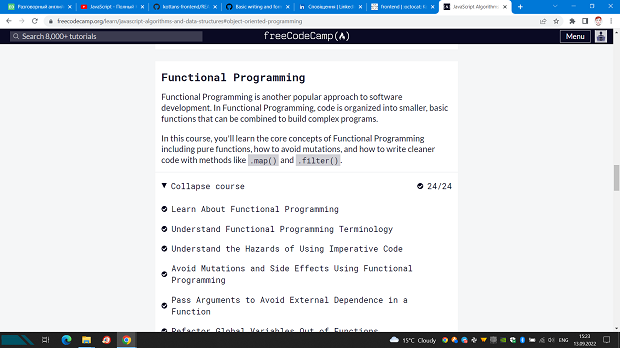 Разговорный англий
JavaScript - Полный
kottans-frontend/RE
Basic writing and for
Сповіщення | LinkedIn
frontend | octocat: t
JavaScript Algorithm
freecodecamp.org/learn/javascript-algorithms-and-data-structures/#object-oriented-programming
Search 8,000+ tutorials
freeCodeCamp
Menu
Functional Programming
Functional Programming is another popular approach to software
development. In Functional Programming, code is organized into smaller, basic
functions that can be combined to build complex programs.
In this course, you'll learn the core concepts of Functional Programming
including pure functions, how to avoid mutations, and how to write cleaner
code with methods like .map() and .filter().
Collapse course 24/24
Learn About Functional Programming
Understand Functional Programming Terminology
Understand the Hazards of Using Imperative Code
Avoid Mutations and Side Effects Using Functional
Programming
Pass Arguments to Avoid External Dependence in a
Function
Refactor Global Variables Out of Functions
15°C Cloudy
ENG
15:23
13.09.2022